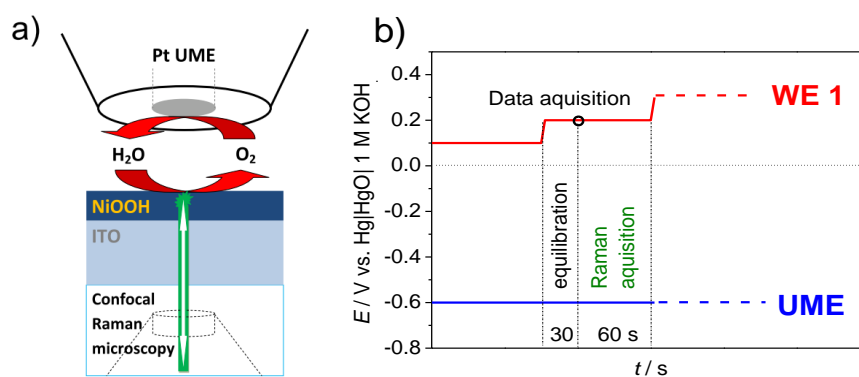 a)
Pt UME
H₂O
O₂
NiOOH
ITO
Confocal
Raman
microscopy
b)
E / V vs. Hg|HgO| 1 M KOH
0.4
0.2
0.0
-0.2
-0.4
-0.6
-0.8
Data aquisition
WE 1
equilibration
Raman
aquisition
UME
30
60 s
t / s